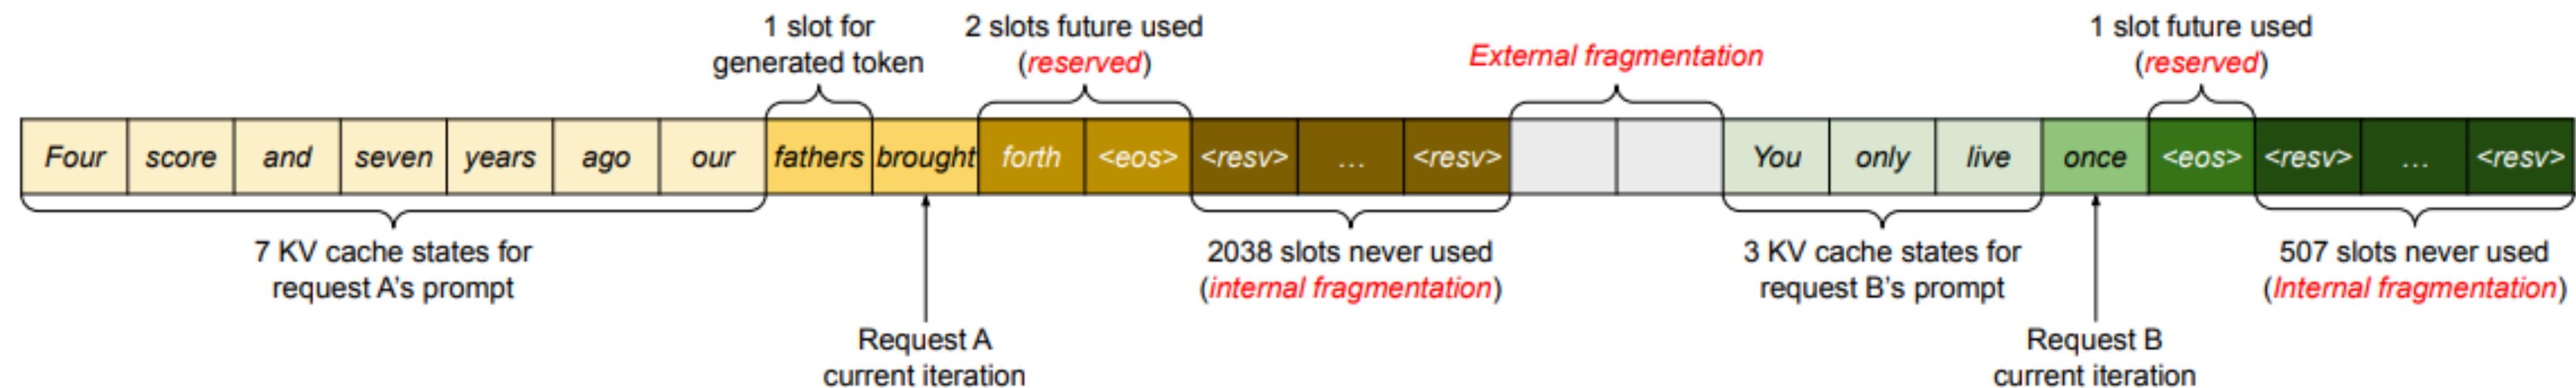 1 slot for
generated token
2 slots future used
(reserved)
External fragmentation
1 slot future used
(reserved)
Four score and seven years ago our fathers brought forth <eos> <resv> … <resv> You only live once <eos> <resv> … <resv>
7 KV cache states for
request A's prompt
2038 slots never used
(internal fragmentation)
3 KV cache states for
request B's prompt
507 slots never used
(Internal fragmentation)
Request A
current iteration
Request B
current iteration